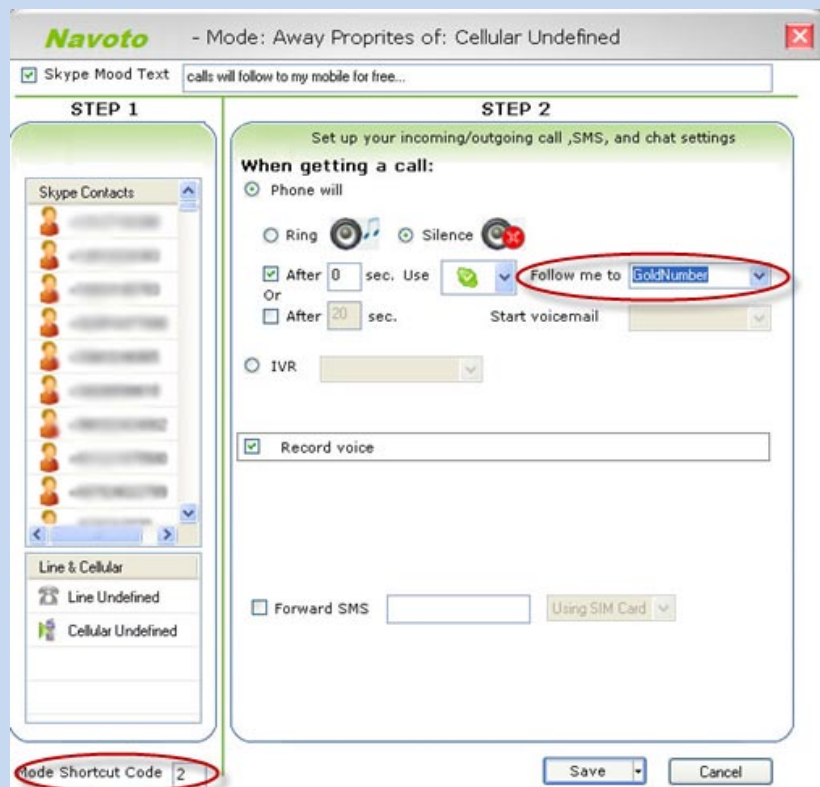 Navoto - Mode: Away Proprites of: Cellular Undefined
Skype Mood Text calls will follow to my mobile for free...
STEP 1
Skype Contacts
Line & Cellular
Line Undefined
Cellular Undefined
Mode Shortcut Code 2
STEP 2
Set up your incoming/outgoing call ,SMS, and chat settings
When getting a call:
Phone will
Ring Silence
After 0 sec. Use Follow me to GoldNumber
Or
After 20 sec. Start voicemail
IVR
Record voice
Forward SMS Using SIM Card
Save Cancel